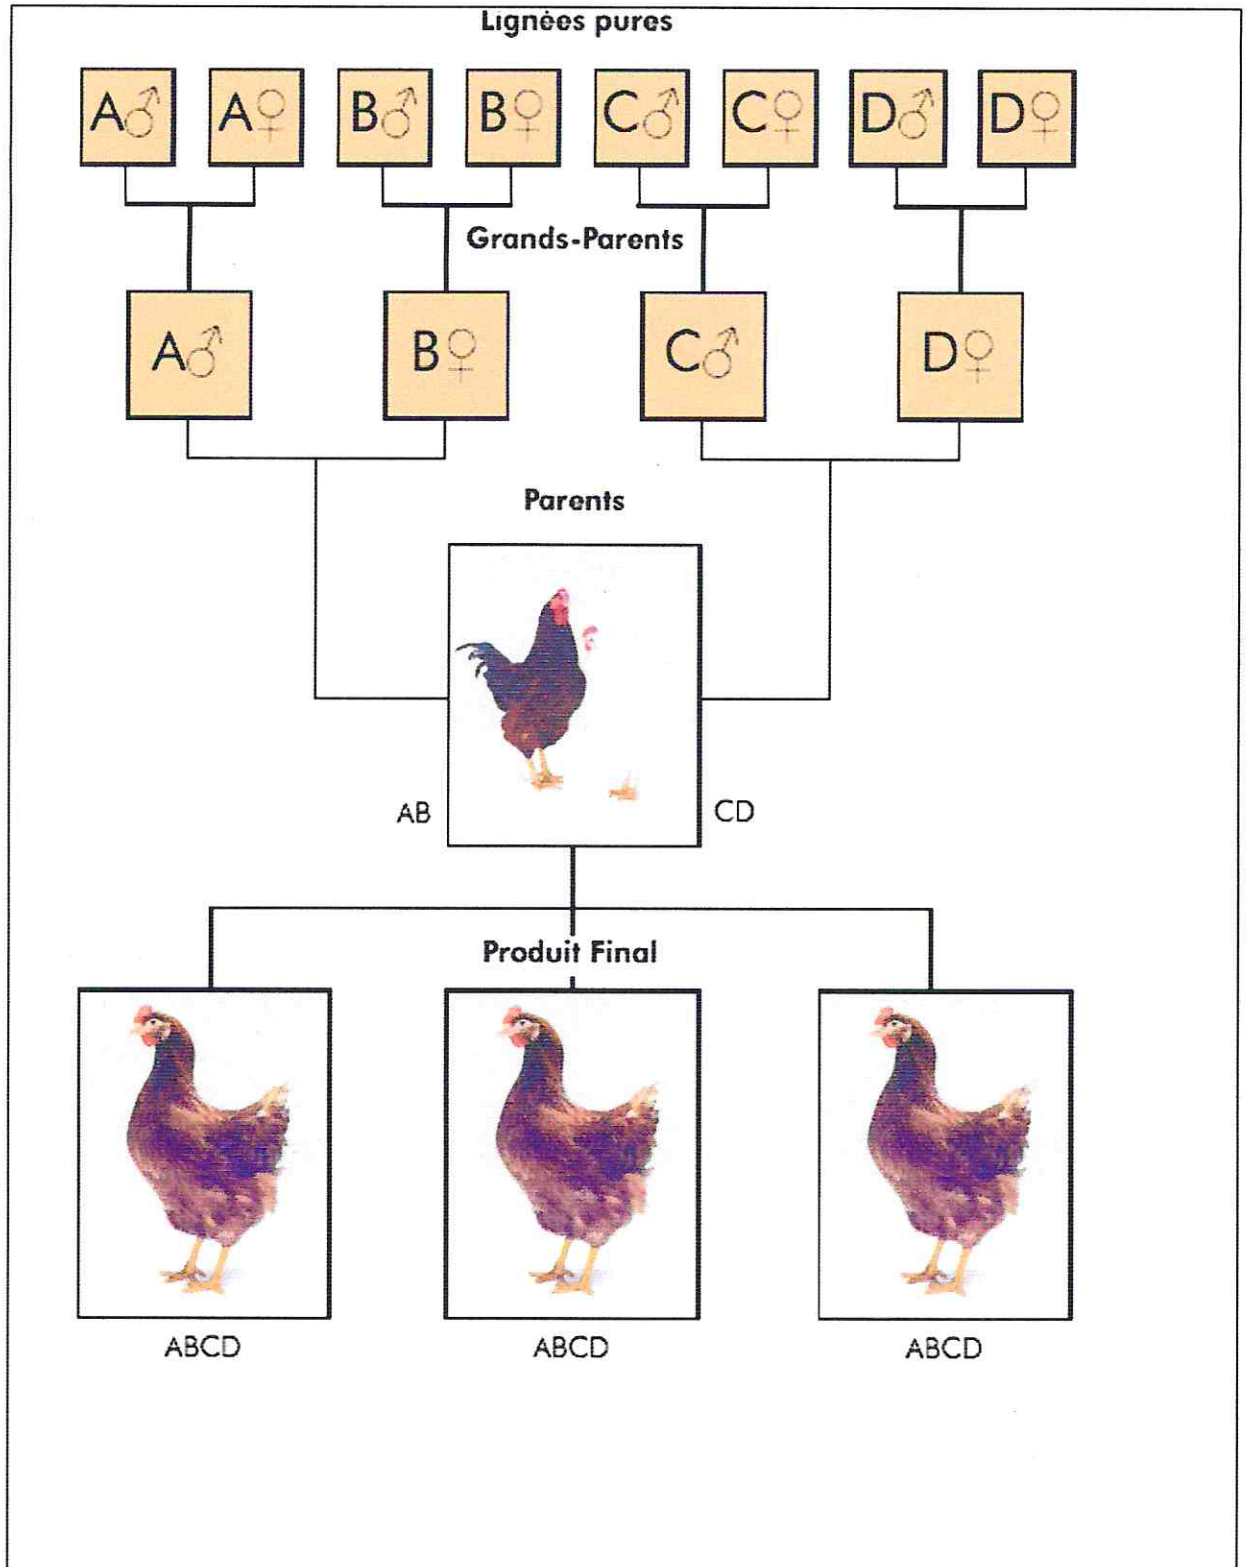 Lignées pures
A♂ A♀ B♂ B♀ C♂ C♀ D♂ D♀
Grands-Parents
A♂ B♀ C♂ D♀
Parents
AB CD
Produit Final
ABCD ABCD ABCD